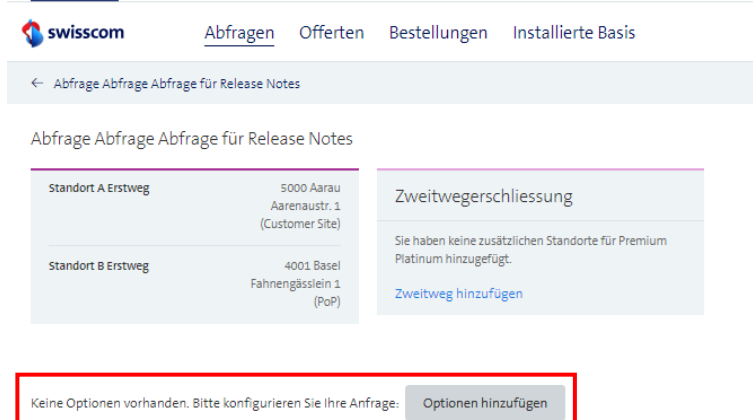 swisscom
Abfragen Offerten Bestellungen Installierte Basis
← Abfrage Abfrage Abfrage für Release Notes
Abfrage Abfrage Abfrage für Release Notes
Standort A Erstweg
5000 Aarau
Aarenaustr. 1
(Customer Site)
Standort B Erstweg
4001 Basel
Fahnengässlein 1
(PoP)
Zweitwegerschliessung
Sie haben keine zusätzlichen Standorte für Premium
Platinum hinzugefügt.
Zweitweg hinzufügen
Keine Optionen vorhanden. Bitte konfigurieren Sie Ihre Anfrage: Optionen hinzufügen